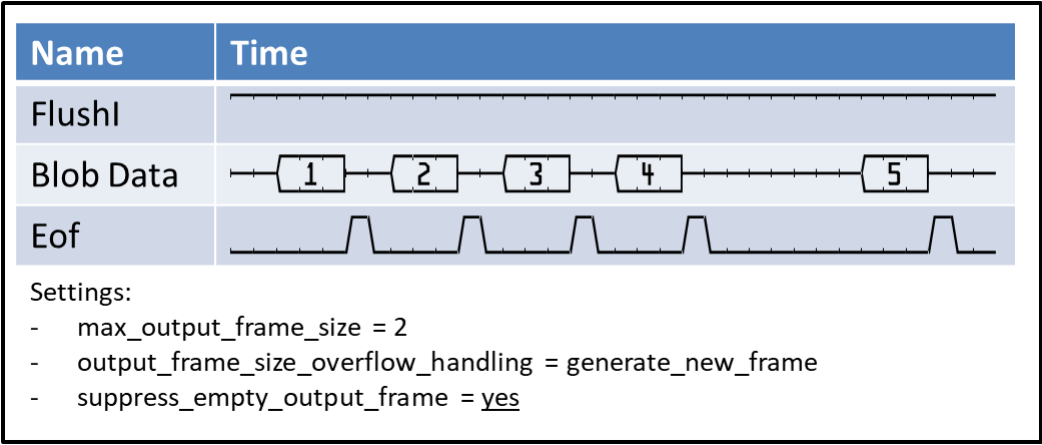 Name Time
FlushI
Blob Data 1 2 3 4 5
Eof
Settings:
- max_output_frame_size = 2
- output_frame_size_overflow_handling = generate_new_frame
- suppress_empty_output_frame = yes